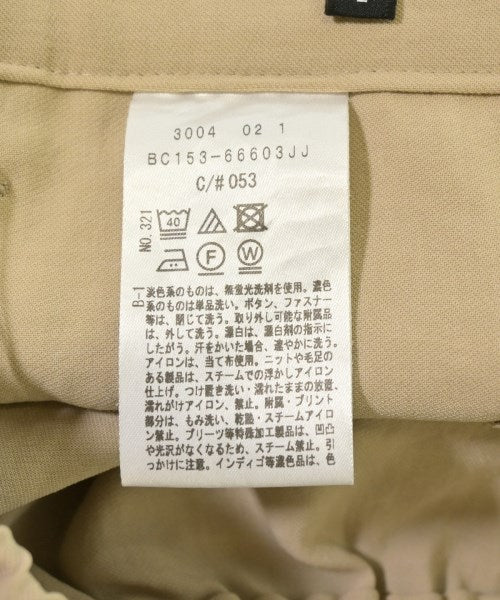 3004 02 1
BC153-66603JJ
C/#053
NO.321
40
F
W
B-1
淡色系のものは、無蛍光洗剤を使用。濃色
系のものは単品洗い。ボタン、ファスナー
等は、閉じて洗う。取り外し可能な附属品
は、外して洗う。漂白は、漂白剤の指示に
したがう。汗をかいた場合、速やかに洗う。
アイロンは、当て布使用。ニットや毛足の
ある製品は、スチームでの浮かしアイロン
仕上げ。つけ置き洗い・濡れたままの放置、
濡れがけアイロン、禁止。附属・プリント
部分は、もみ洗い、乾熱・スチームアイロ
ン禁止。プリーツ等特殊加工製品は、凹凸
や光沢がなくなるため、スチーム禁止。引
っかけに注意。インディゴ等濃色品は、色